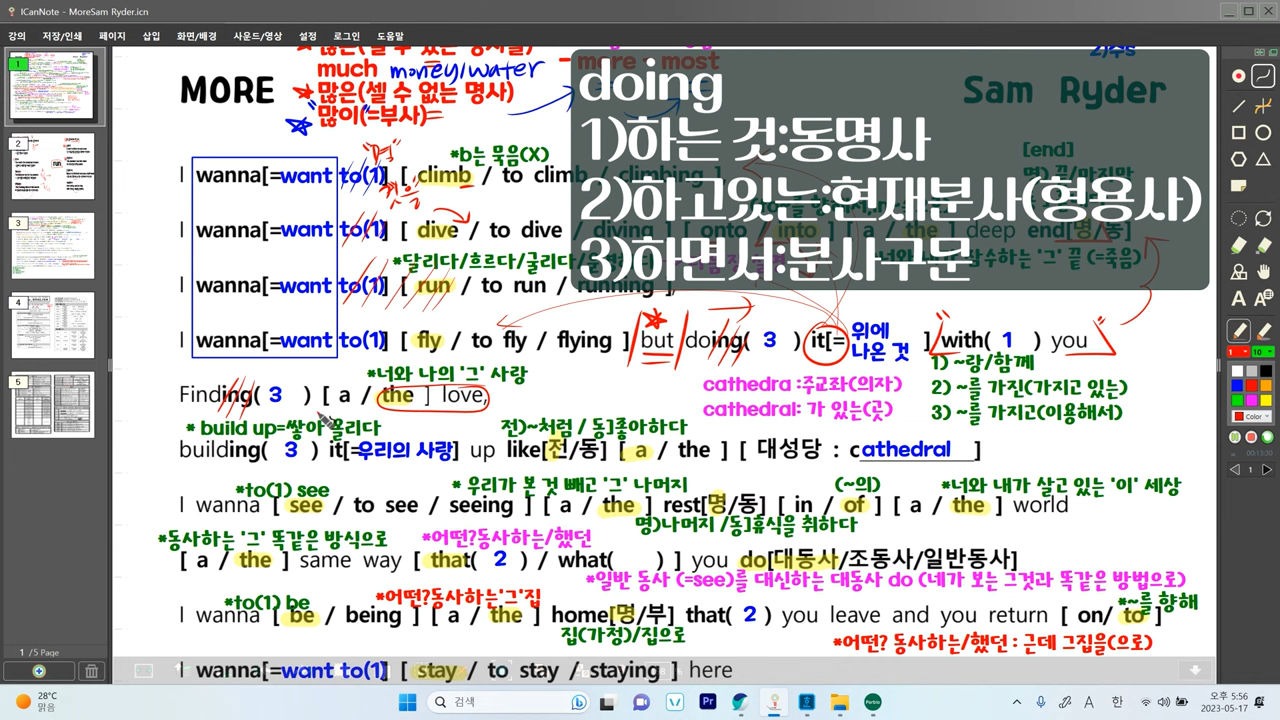 ICanNote - MoreSam Ryder.icn
강의 저장/인쇄 페이지 삽입 화면/배경 사운드/영상 설정 로그인 도움말
much money/water
MORE
많은(셀 수 없는 명사)
많이(=부사)
Sam Ryder
doing
1)하는 것:동명사
2)하고있는:현재분사(형용사)
3)하면서:분사구문
*b는 묶음(X)
I wanna[=want to(1)] [ climb / to climb / climbing ]
I wanna[=want to(1)] [ dive / to dive / diving ] into [ a / the ] deep end[명/동]
*달리다/흐르다/굴리다
I wanna[=want to(1)] [ run / to run / running ],
I wanna[=want to(1)] [ fly / to fly / flying ] but doing( 3 ) it[=위에 나온 것 ] with( 1 ) you
1) ~랑/함께
*너와 나의 '그' 사랑
cathedra :주교좌(의자)
2) ~를 가진(가지고 있는)
Finding( 3 ) [ a / the ] love,
cathedral: 가 있는(곳)
3) ~를 가지고(이용해서)
* build up=쌓아 올리다
전)~처럼 / 동)좋아하다
building( 3 ) it[=우리의 사랑] up like[전/동] [ a / the ] [ 대성당 : cathedral ]
*to(1) see
* 우리가 본 것 빼고 '그' 나머지
(~의)
*너와 내가 살고 있는 '이' 세상
I wanna [ see / to see / seeing ] [ a / the ] rest[명/동] [ in / of ] [ a / the ] world
명)나머지 /동)휴식을 취하다
*동사하는 '그' 똑같은 방식으로
*어떤?동사하는/했던
[ a / the ] same way [ that( 2 ) / what( ) ] you do[대동사/조동사/일반동사]
*일반 동사 (=see)를 대신하는 대동사 do (네가 보는 그것과 똑같은 방법으로)
*to(1) be
*어떤?동사하는'그'집
*~를 향해
I wanna [ be / being ] [ a / the ] home[명/부] that( 2 ) you leave and you return [ on/ to ]
집(가정)/집으로
*어떤? 동사하는/했던 : 근데 그집을(으로)
wanna[=want to(1)] [ stay / to stay / staying ] here
1 / 5 Page
28°C
맑음
검색
오후 5:56
2023-05-17